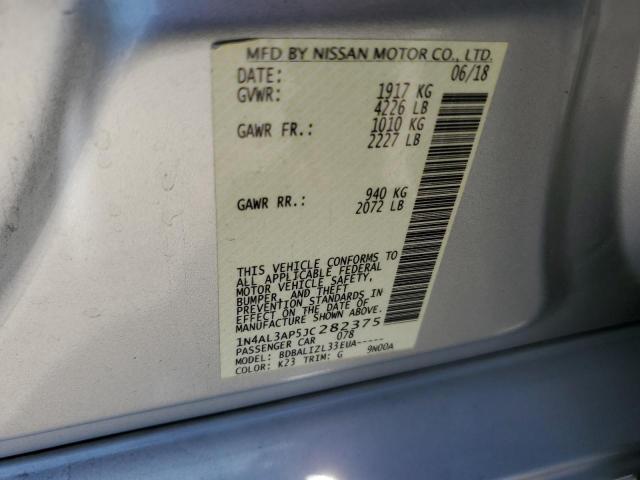 MFD BY NISSAN MOTOR CO., LTD.
DATE: 06/18
GVWR: 1917 KG
4226 LB
GAWR FR.: 1010 KG
2227 LB
GAWR RR.: 940 KG
2072 LB
THIS VEHICLE CONFORMS TO
ALL APPLICABLE FEDERAL
MOTOR VEHICLE SAFETY,
BUMPER, AND THEFT
PREVENTION STANDARDS IN
EFFECT ON THE DATE OF
MANUFACTURE SHOWN ABOVE.
1N4AL3AP5JC282375
PASSENGER CAR 078
MODEL: BDBALIZL33EUA-----
COLOR: K23 TRIM: G 9N00A